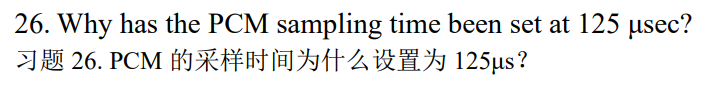 26. Why has the PCM sampling time been set at 125 μsec?
习题 26. PCM 的采样时间为什么设置为 125μs？